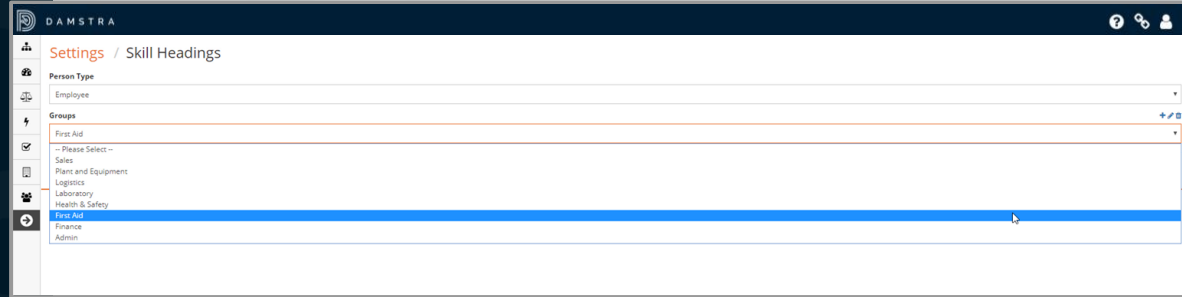 DAMSTRA
Settings / Skill Headings
Person Type
Employee
Groups
First Aid
-- Please Select --
Sales
Plant and Equipment
Logistics
Laboratory
Health & Safety
First Aid
Finance
Admin